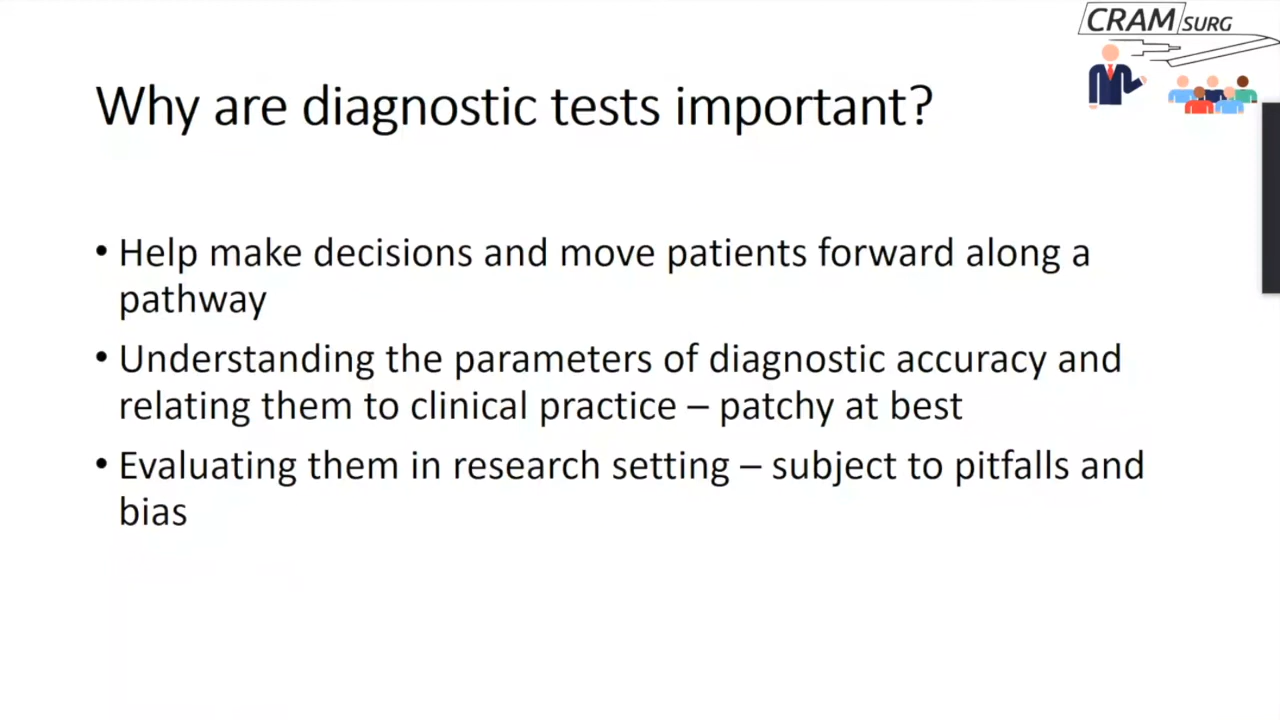 CRAM SURG
Why are diagnostic tests important?
• Help make decisions and move patients forward along a
pathway
• Understanding the parameters of diagnostic accuracy and
relating them to clinical practice – patchy at best
• Evaluating them in research setting – subject to pitfalls and
bias